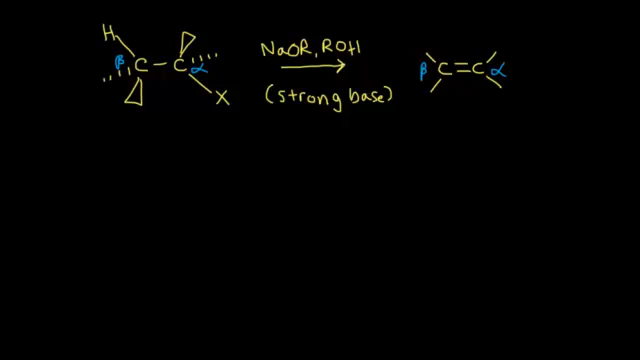 H
β C - C α
X
NaOR, ROH
(strong base)
β C = C α